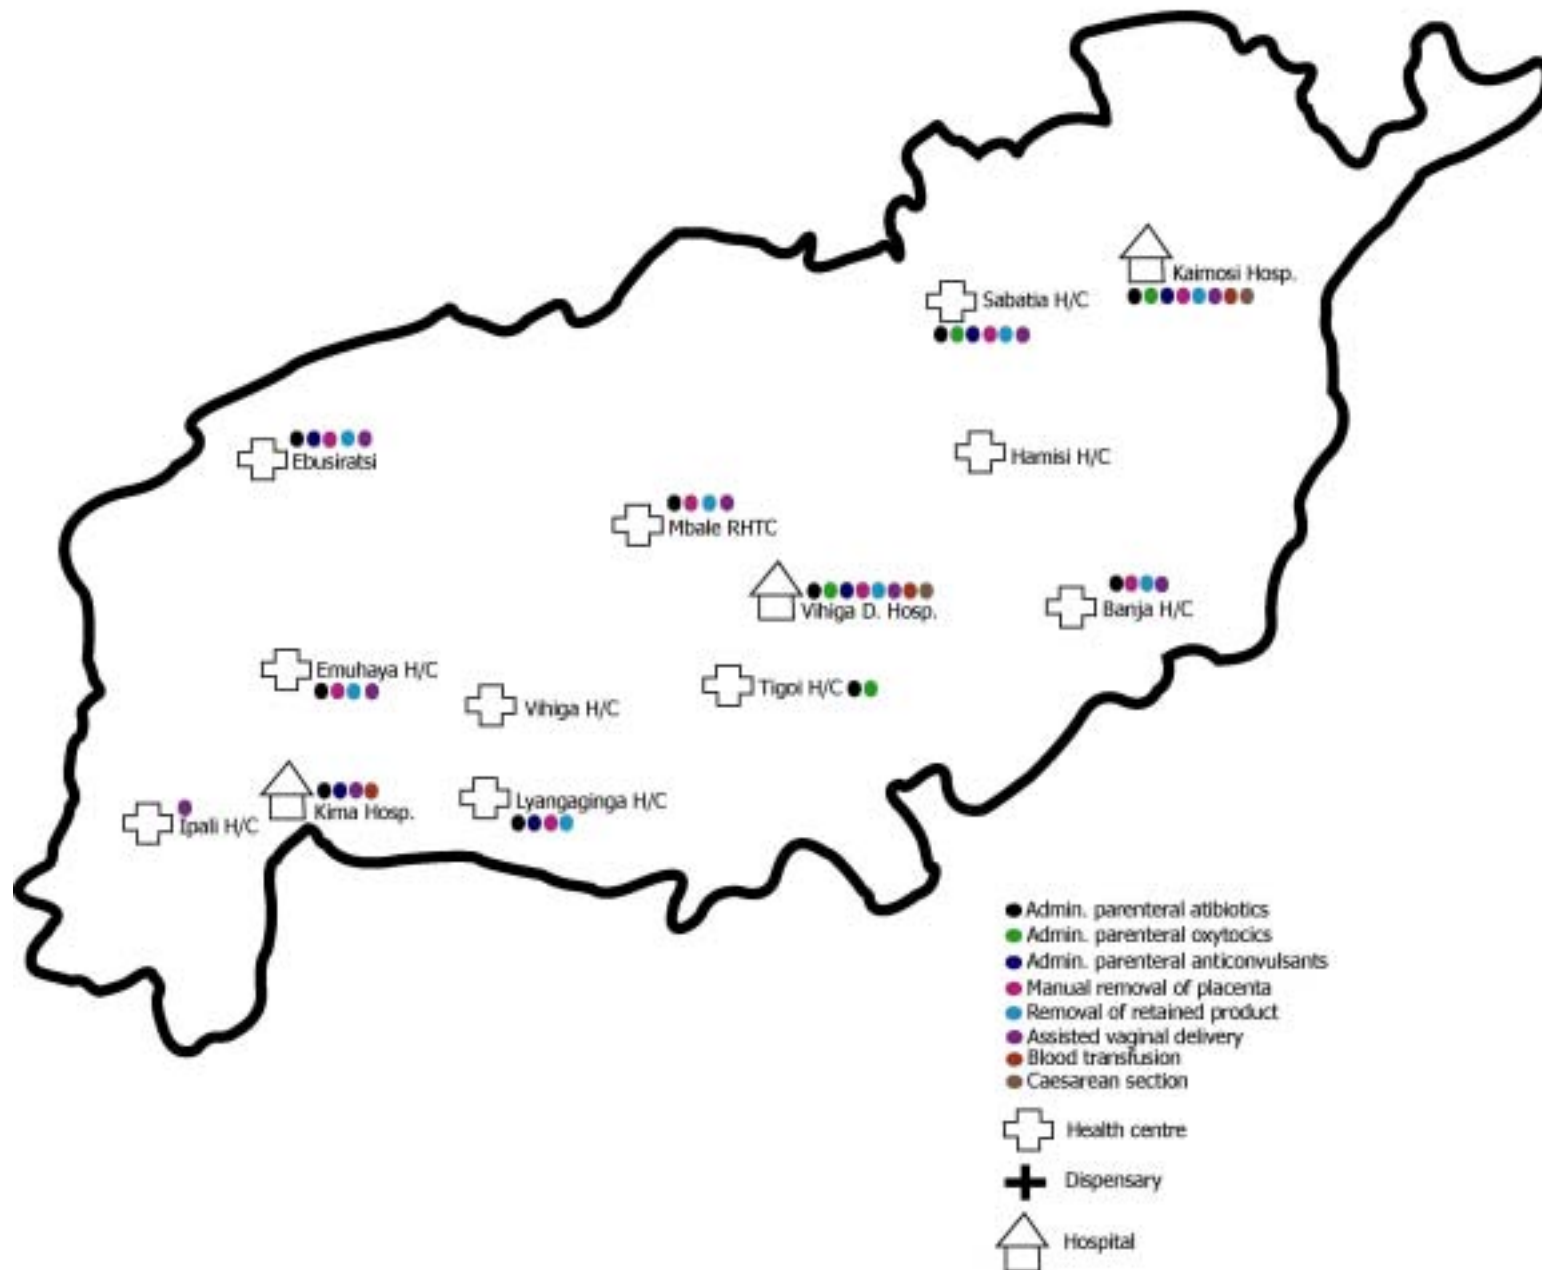 Kaimosi Hosp.
Sabatia H/C
Hamisi H/C
Ebusiratsi
Mbale RHTC
Vihiga D. Hosp.
Banja H/C
Emuhaya H/C
Vihiga H/C
Tigoi H/C
Ipali H/C
Kima Hosp.
Lyangaginga H/C
Admin. parenteral atibiotics
Admin. parenteral oxytocics
Admin. parenteral anticonvulsants
Manual removal of placenta
Removal of retained product
Assisted vaginal delivery
Blood transfusion
Caesarean section
Health centre
Dispensary
Hospital